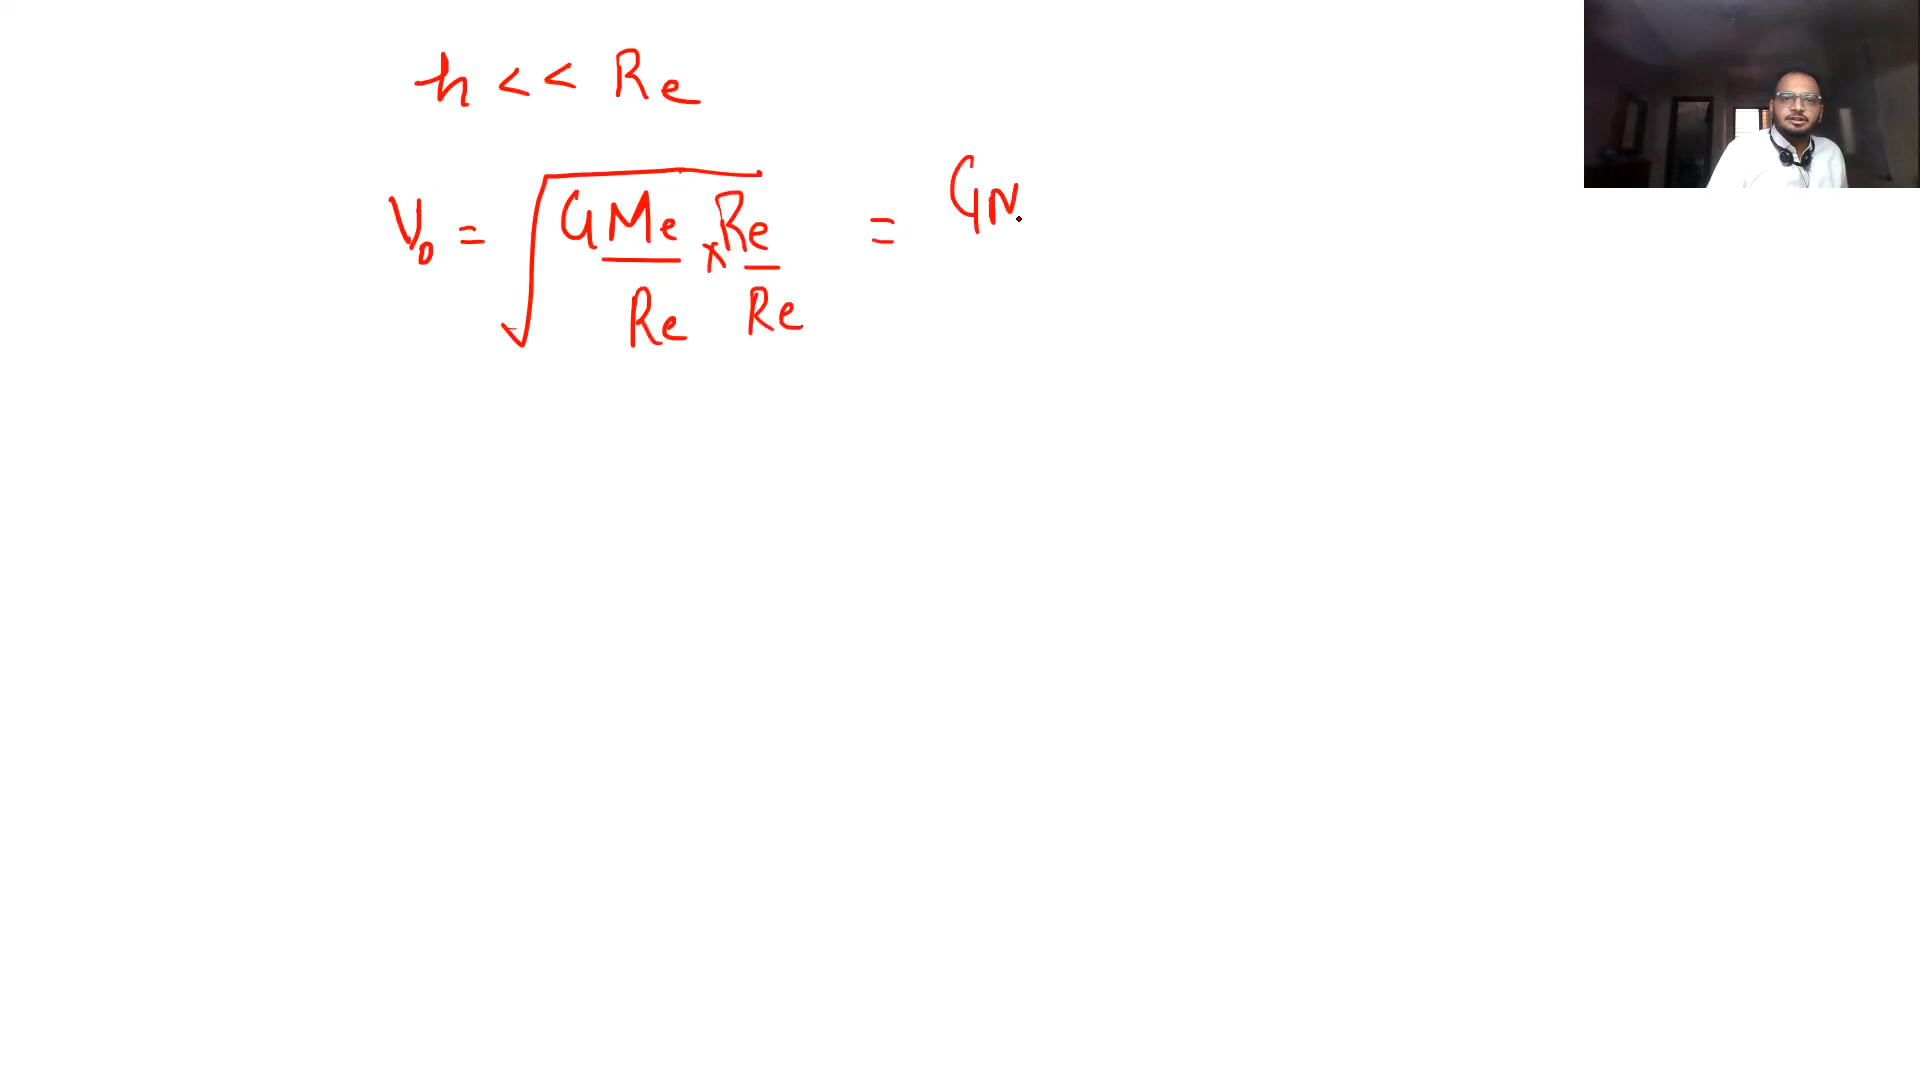 h << Re
V₀ = √(GMe/Re × Re/Re) = GM